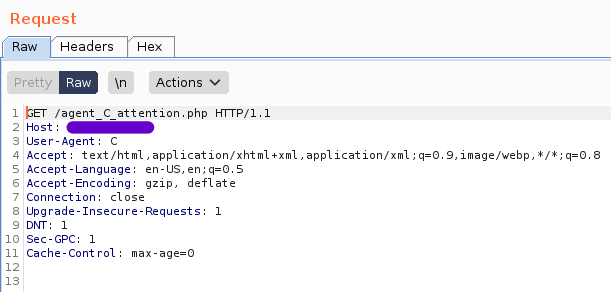 Request
Raw Headers Hex
Pretty Raw \n Actions
1 GET /agent_C_attention.php HTTP/1.1
2 Host:
3 User-Agent: C
4 Accept: text/html,application/xhtml+xml,application/xml;q=0.9,image/webp,*/*;q=0.8
5 Accept-Language: en-US,en;q=0.5
6 Accept-Encoding: gzip, deflate
7 Connection: close
8 Upgrade-Insecure-Requests: 1
9 DNT: 1
10 Sec-GPC: 1
11 Cache-Control: max-age=0
12
13